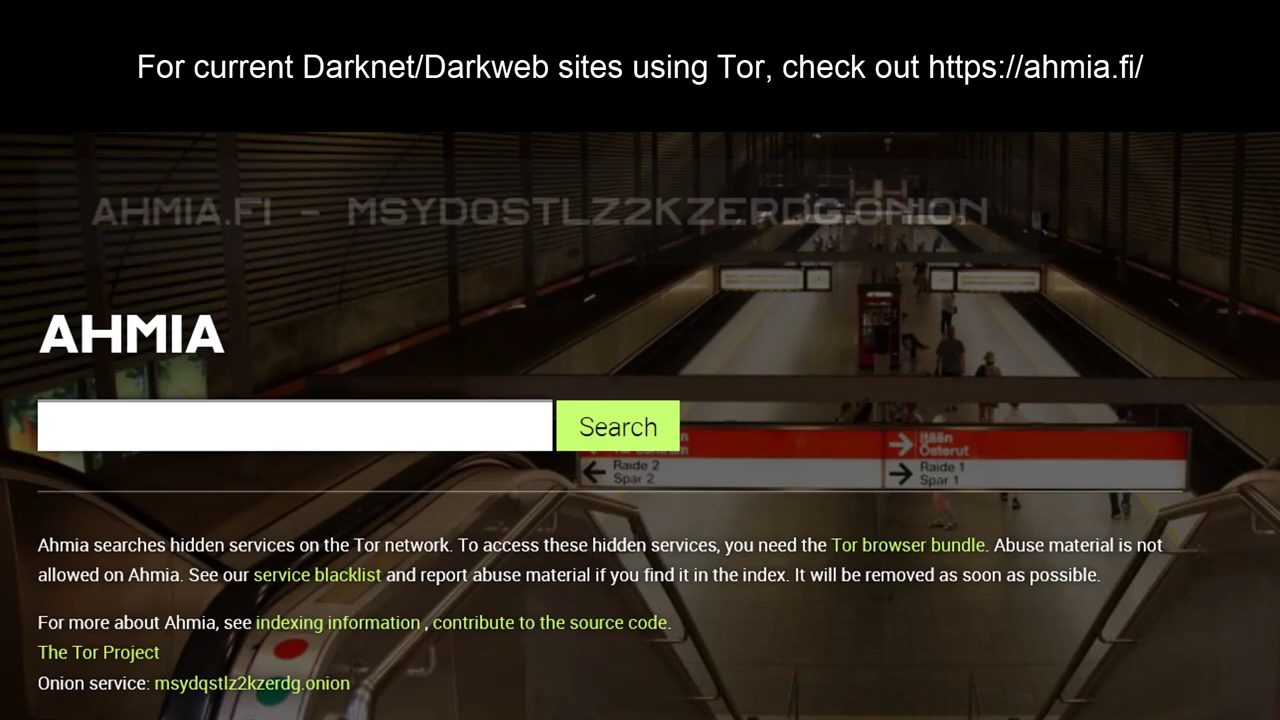 For current Darknet/Darkweb sites using Tor, check out https://ahmia.fi/
AHMIA.FI - MSYDQSTLZ2KZERDG.ONION
AHMIA
Search
Itään
Österut
Raide 2
Spar 2
Raide 1
Spar 1
Ahmia searches hidden services on the Tor network. To access these hidden services, you need the Tor browser bundle. Abuse material is not
allowed on Ahmia. See our service blacklist and report abuse material if you find it in the index. It will be removed as soon as possible.
For more about Ahmia, see indexing information , contribute to the source code.
The Tor Project
Onion service: msydqstlz2kzerdg.onion